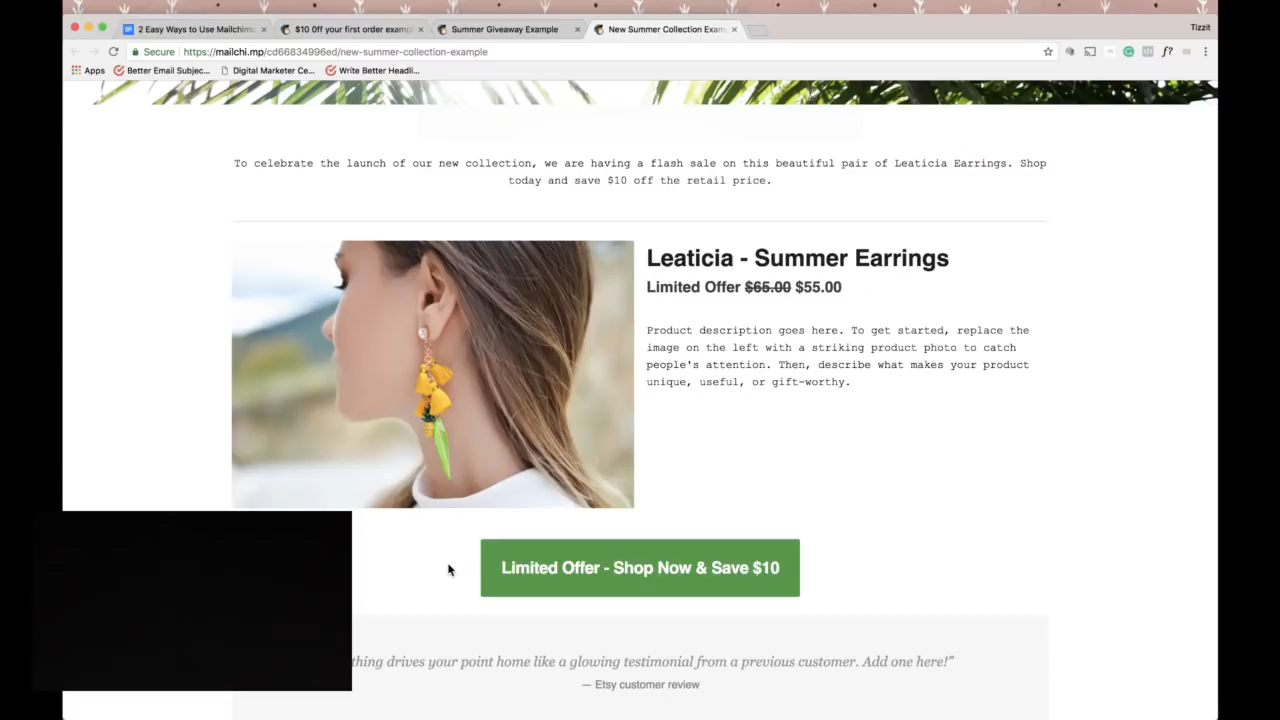 2 Easy Ways to Use Mailchim
$10 Off your first order examp
Summer Giveaway Example
New Summer Collection Exam
Tizzit
Secure
https://mailchi.mp/cd66834996ed/new-summer-collection-example
f?
Apps
Better Email Subjec...
Digital Marketer Ce...
Write Better Headli...
To celebrate the launch of our new collection, we are having a flash sale on this beautiful pair of Leaticia Earrings. Shop
today and save $10 off the retail price.
Leaticia - Summer Earrings
Limited Offer $65.00 $55.00
Product description goes here. To get started, replace the
image on the left with a striking product photo to catch
people's attention. Then, describe what makes your product
unique, useful, or gift-worthy.
Limited Offer - Shop Now & Save $10
thing drives your point home like a glowing testimonial from a previous customer. Add one here!"
— Etsy customer review